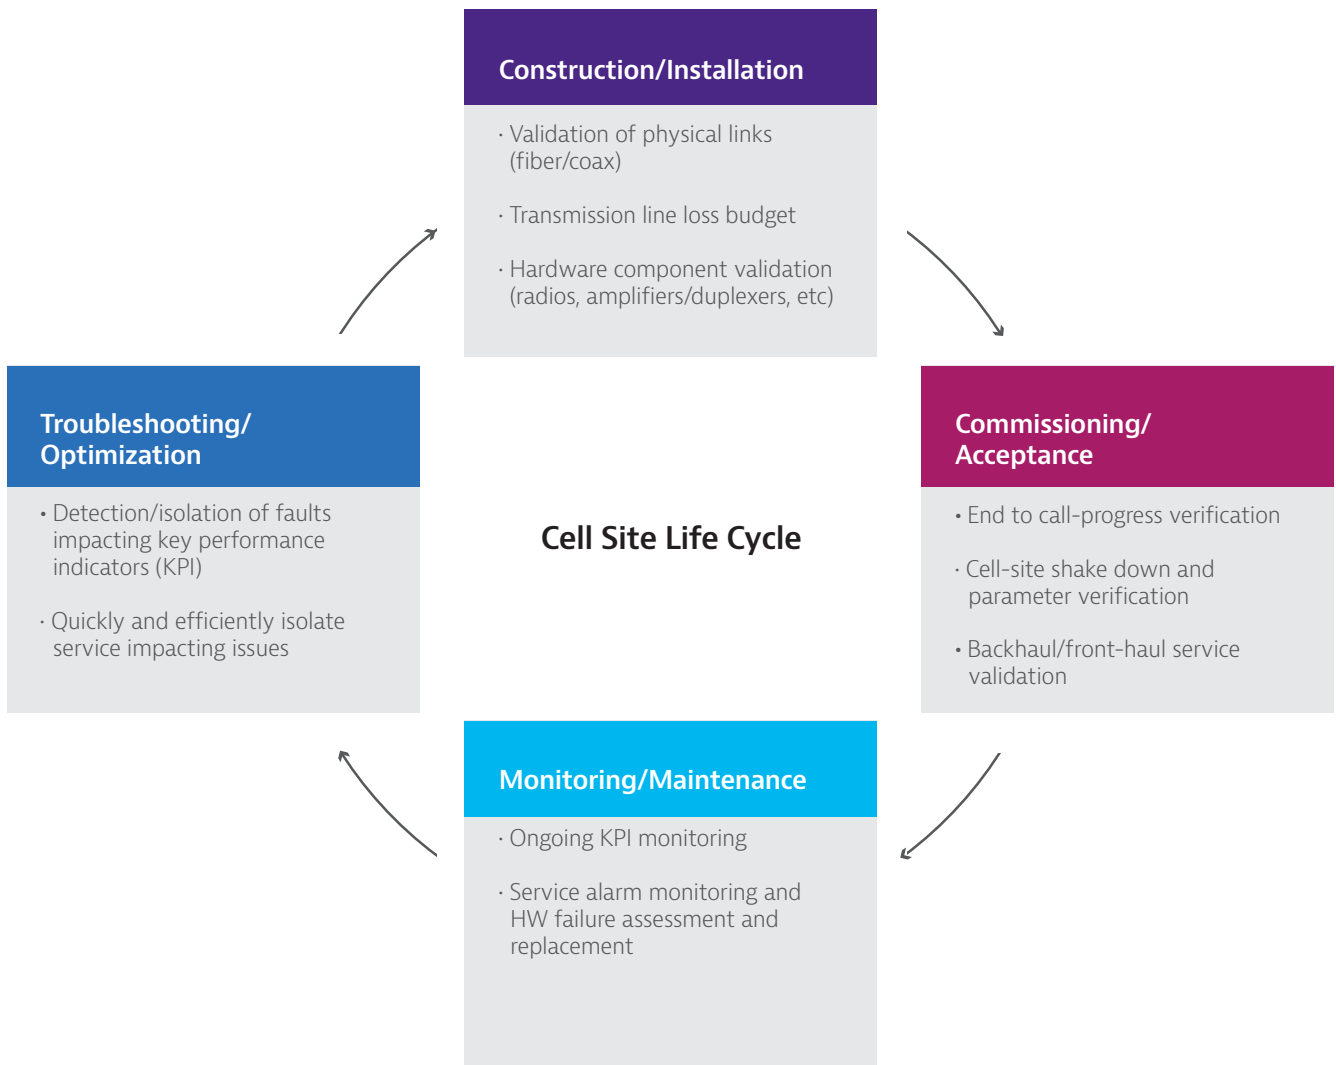 Construction/Installation
· Validation of physical links
(fiber/coax)
· Transmission line loss budget
· Hardware component validation
(radios, amplifiers/duplexers, etc)
Troubleshooting/
Optimization
• Detection/isolation of faults
impacting key performance
indicators (KPI)
· Quickly and efficiently isolate
service impacting issues
Cell Site Life Cycle
Commissioning/
Acceptance
• End to call-progress verification
· Cell-site shake down and
parameter verification
• Backhaul/front-haul service
validation
Monitoring/Maintenance
· Ongoing KPI monitoring
· Service alarm monitoring and
HW failure assessment and
replacement